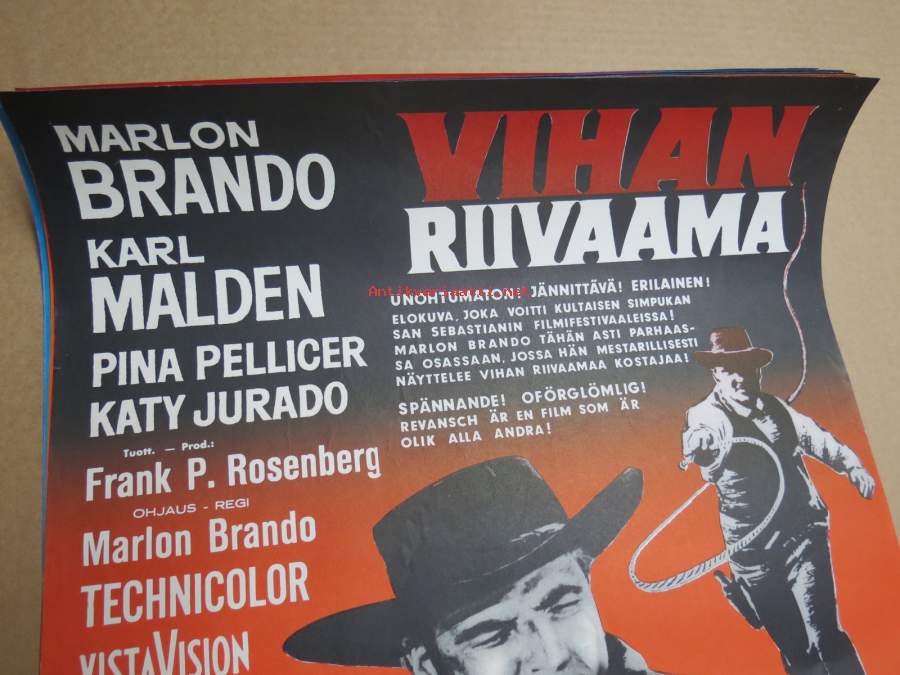 MARLON
BRANDO
KARL
MALDEN
PINA PELLICER
KATY JURADO
Tuott. — Prod.:
Frank P. Rosenberg
OHJAUS - REGI
Marlon Brando
TECHNICOLOR
VISTAVISION
VIHAN
RIIVAAMA
UNOHTUMATON! JÄNNITTÄVÄ! ERILAINEN!
ELOKUVA, JOKA VOITTI KULTAISEN SIMPUKAN
SAN SEBASTIANIN FILMIFESTIVAALEISSA!
MARLON BRANDO TÄHÄN ASTI PARHAAS-
SA OSASSAAN, JOSSA HÄN MESTARILLISESTI
NÄYTTELEE VIHAN RIIVAAMAA KOSTAJAA!
SPÄNNANDE! OFÖRGLÖMLIG!
REVANSCH ÄR EN FILM SOM ÄR
OLIK ALLA ANDRA!
Antikvariaatti.net